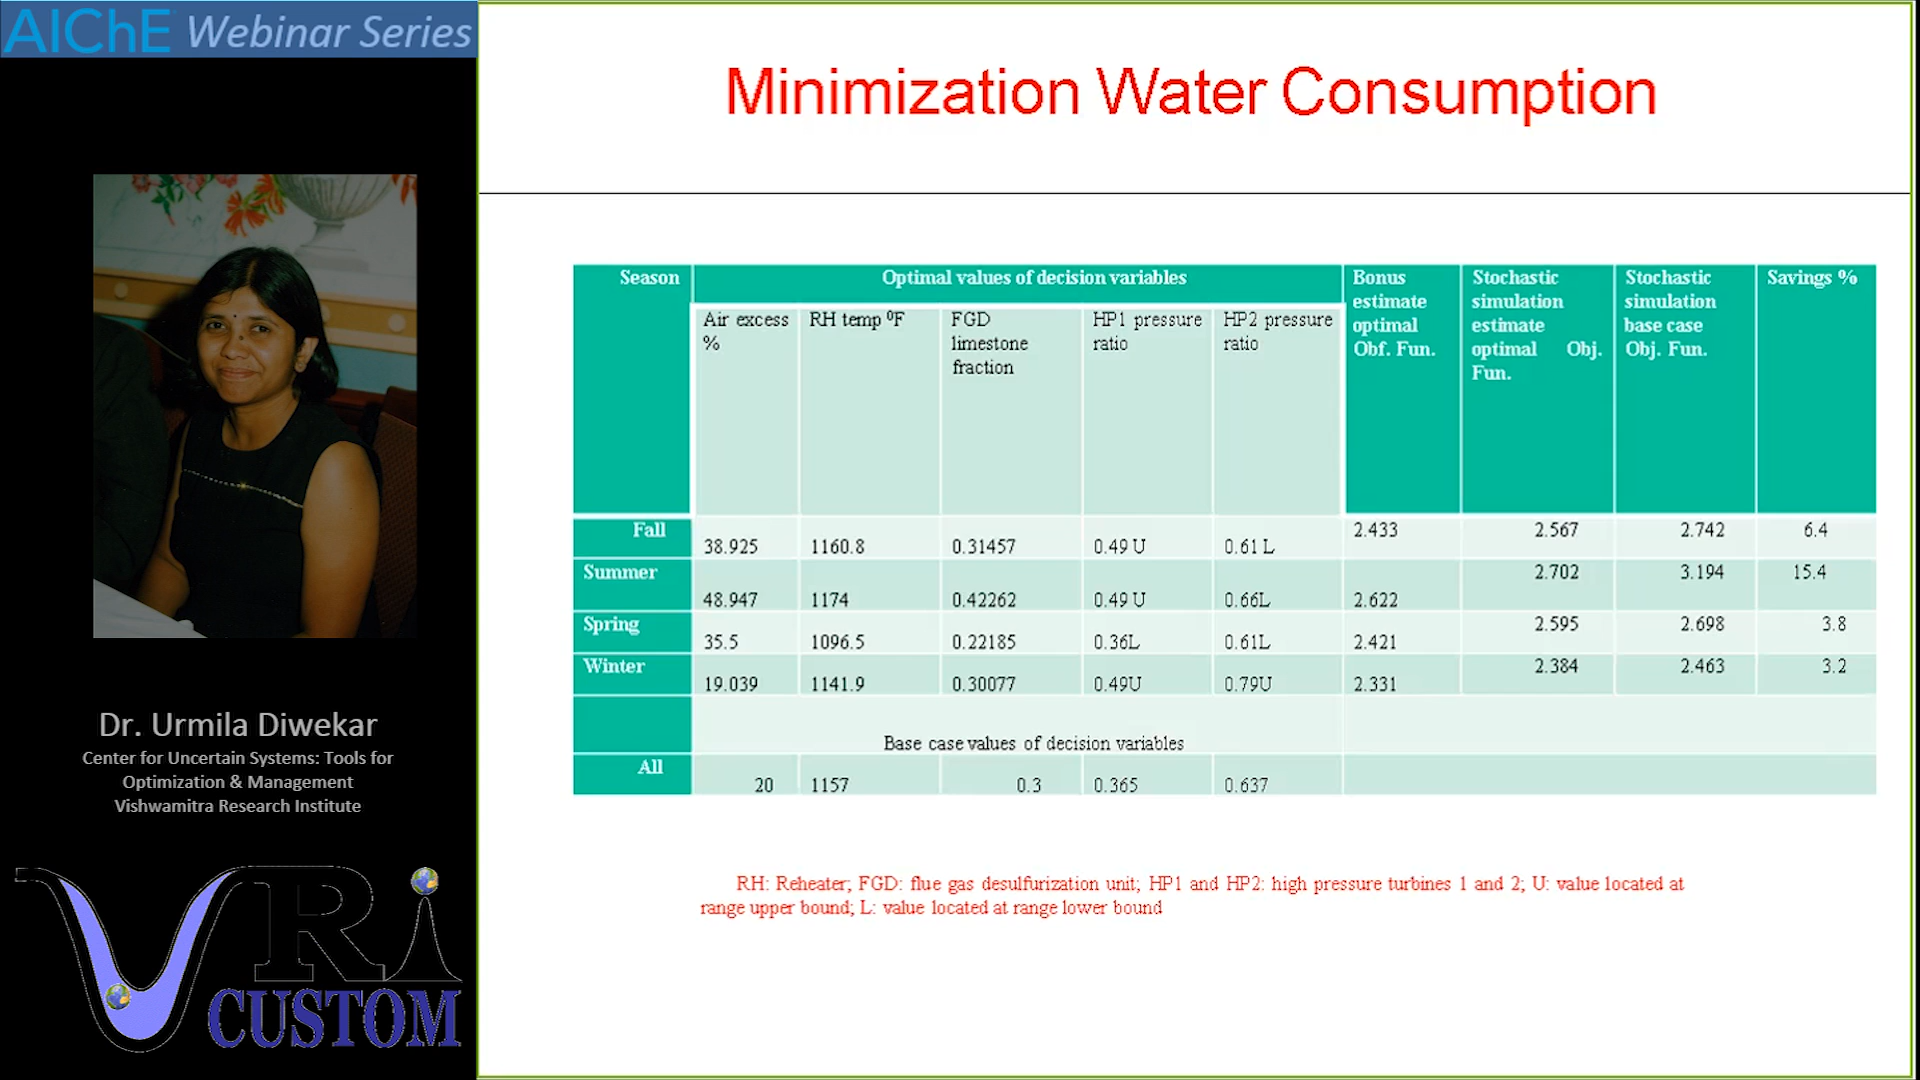 AIChE Webinar Series
Minimization Water Consumption
Dr. Urmila Diwekar
Center for Uncertain Systems: Tools for
Optimization & Management
Vishwamitra Research Institute
VRi
CUSTOM
Season
Optimal values of decision variables
Bonus
estimate
optimal
Obf. Fun.
Stochastic
simulation
estimate
optimal Obj.
Fun.
Stochastic
simulation
base case
Obj. Fun.
Savings %
Air excess
%
RH temp ⁰F
FGD
limestone
fraction
HP1 pressure
ratio
HP2 pressure
ratio
Fall 38.925 1160.8 0.31457 0.49 U 0.61 L 2.433 2.567 2.742 6.4
Summer 48.947 1174 0.42262 0.49 U 0.66L 2.622 2.702 3.194 15.4
Spring 35.5 1096.5 0.22185 0.36L 0.61L 2.421 2.595 2.698 3.8
Winter 19.039 1141.9 0.30077 0.49U 0.79U 2.331 2.384 2.463 3.2
Base case values of decision variables
All 20 1157 0.3 0.365 0.637
RH: Reheater; FGD: flue gas desulfurization unit; HP1 and HP2: high pressure turbines 1 and 2; U: value located at
range upper bound; L: value located at range lower bound